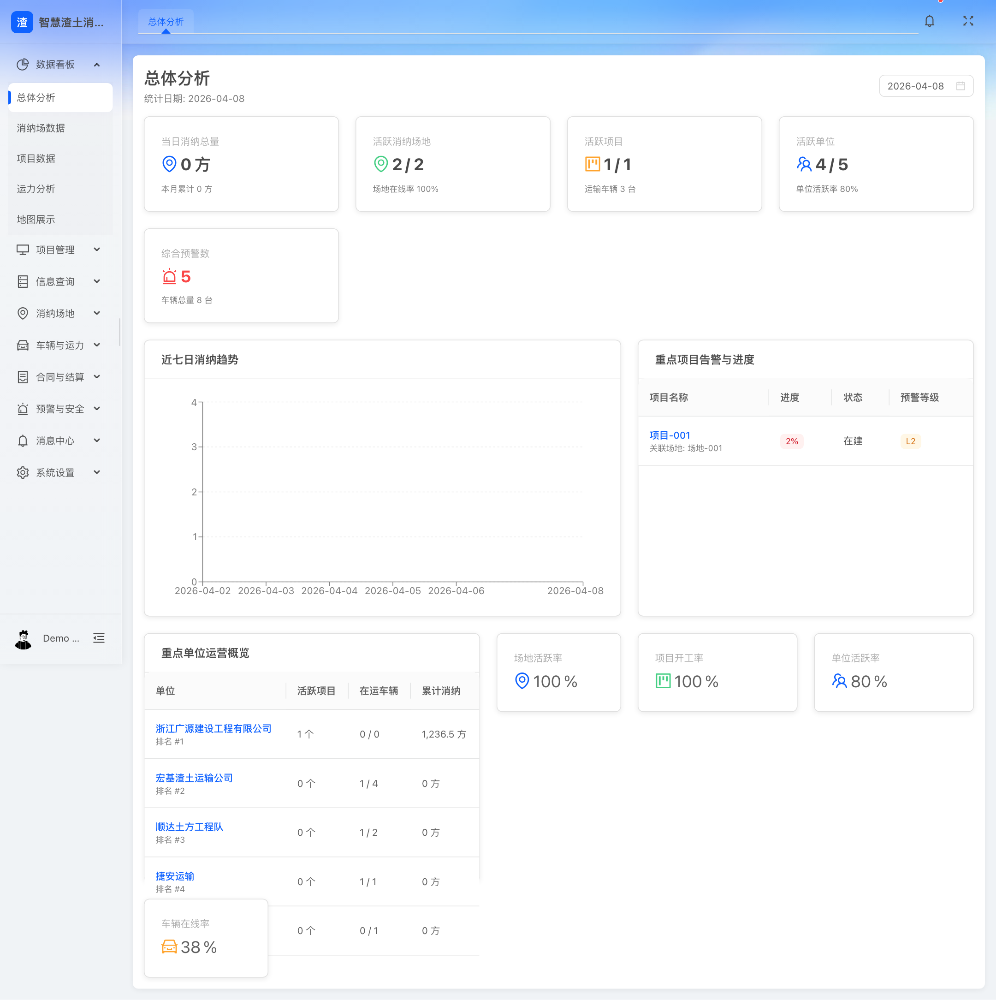 渣 智慧渣土消...
总体分析
数据看板
总体分析
消纳场数据
项目数据
运力分析
地图展示
项目管理
信息查询
消纳场地
车辆与运力
合同与结算
预警与安全
消息中心
系统设置
Demo ...
总体分析
统计日期: 2026-04-08
2026-04-08
当日消纳总量
0 方
本月累计 0 方
活跃消纳场地
2 / 2
场地在线率 100%
活跃项目
1 / 1
运输车辆 3 台
活跃单位
4 / 5
单位活跃率 80%
综合预警数
5
车辆总量 8 台
近七日消纳趋势
4
3
2
1
0
2026-04-02 2026-04-03 2026-04-04 2026-04-05 2026-04-06 2026-04-08
重点项目告警与进度
项目名称 进度 状态 预警等级
项目-001 2% 在建 L2
关联场地: 场地-001
重点单位运营概览
单位 活跃项目 在运车辆 累计消纳
浙江广源建设工程有限公司 1 个 0 / 0 1,236.5 方
排名 #1
宏基渣土运输公司 0 个 1 / 4 0 方
排名 #2
顺达土方工程队 0 个 1 / 2 0 方
排名 #3
捷安运输 0 个 1 / 1 0 方
排名 #4
0 个 0 / 1 0 方
场地活跃率
100 %
项目开工率
100 %
单位活跃率
80 %
车辆在线率
38 %